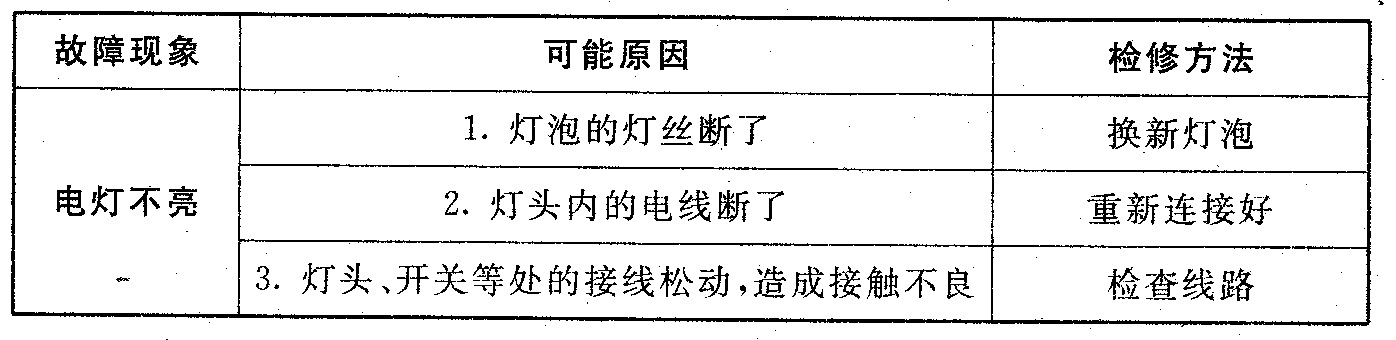 故障现象 可能原因 检修方法
1. 灯泡的灯丝断了 换新灯泡
电灯不亮 2. 灯头内的电线断了 重新连接好
3. 灯头、开关等处的接线松动,造成接触不良 检查线路